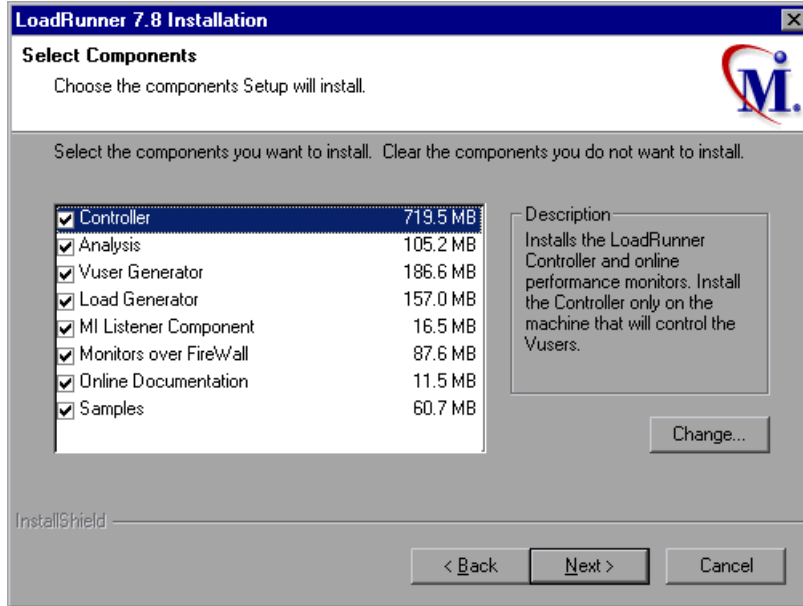 LoadRunner 7.8 Installation
Select Components
Choose the components Setup will install.
M.
Select the components you want to install. Clear the components you do not want to install.
Controller 719.5 MB
Analysis 105.2 MB
Vuser Generator 186.6 MB
Load Generator 157.0 MB
MI Listener Component 16.5 MB
Monitors over FireWall 87.6 MB
Online Documentation 11.5 MB
Samples 60.7 MB
Description
Installs the LoadRunner
Controller and online
performance monitors. Install
the Controller only on the
machine that will control the
Vusers.
Change...
InstallShield
< Back Next > Cancel